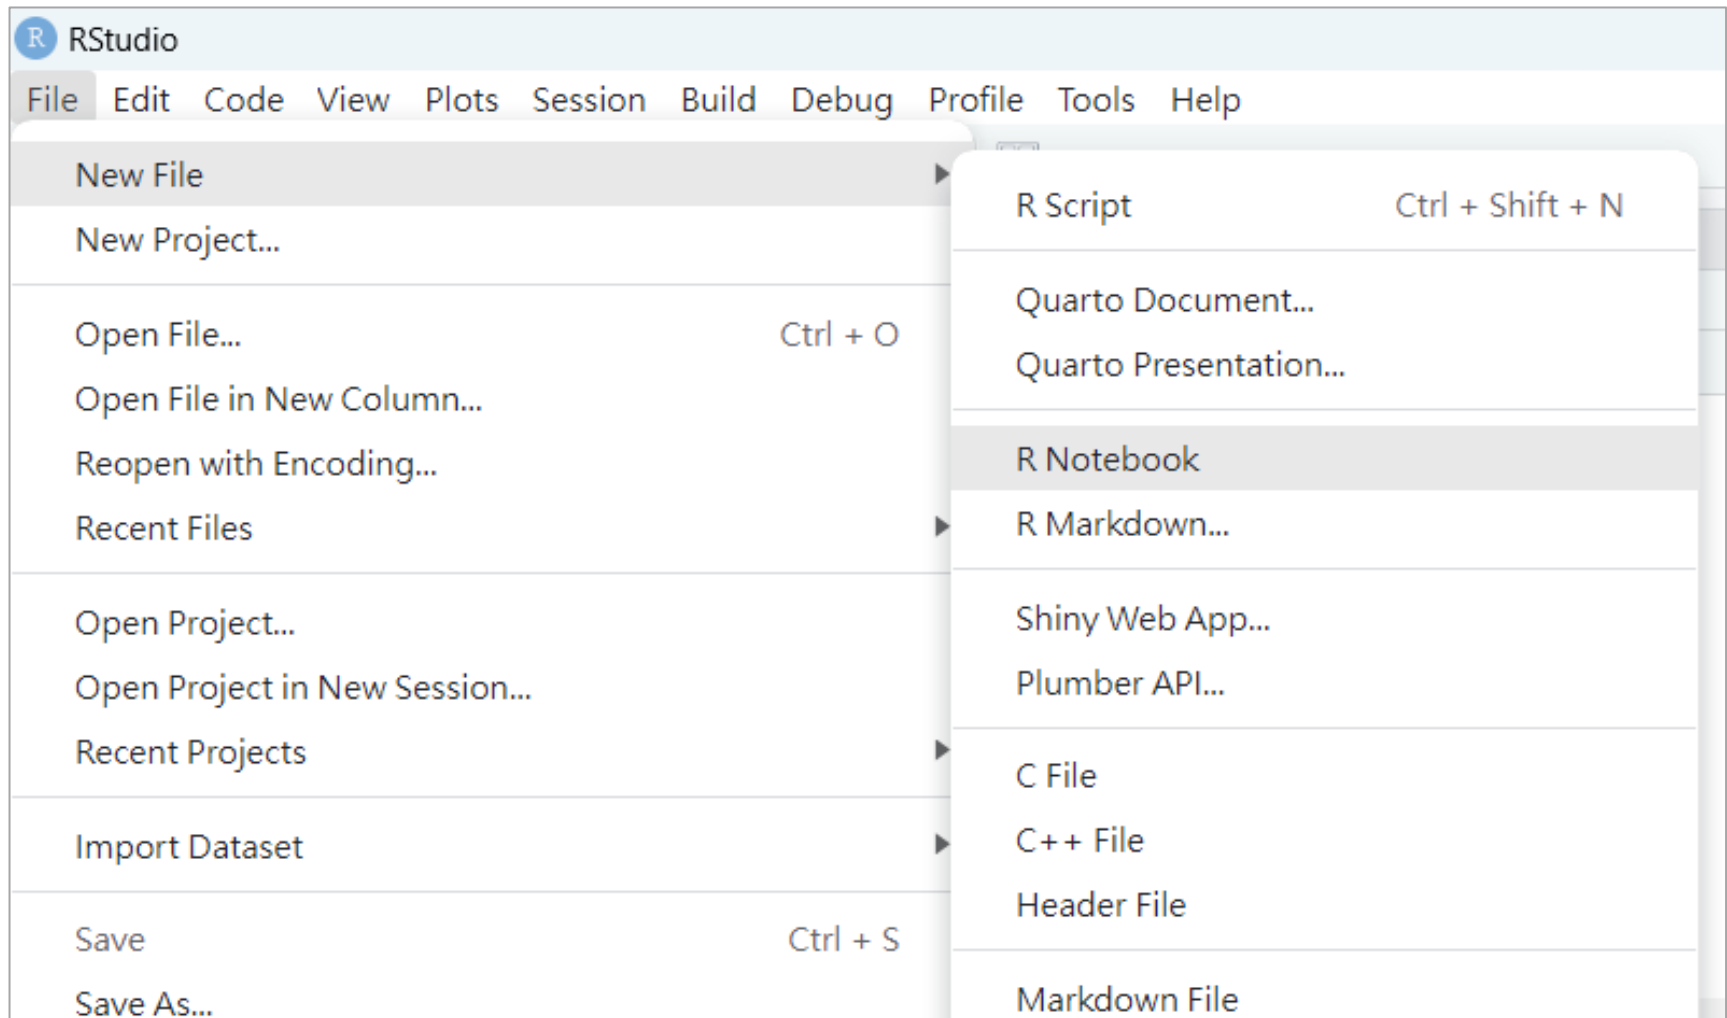 R RStudio
File Edit Code View Plots Session Build Debug Profile Tools Help
New File
New Project...
Open File... Ctrl + O
Open File in New Column...
Reopen with Encoding...
Recent Files
Open Project...
Open Project in New Session...
Recent Projects
Import Dataset
Save Ctrl + S
Save As...
R Script Ctrl + Shift + N
Quarto Document...
Quarto Presentation...
R Notebook
R Markdown...
Shiny Web App...
Plumber API...
C File
C++ File
Header File
Markdown File